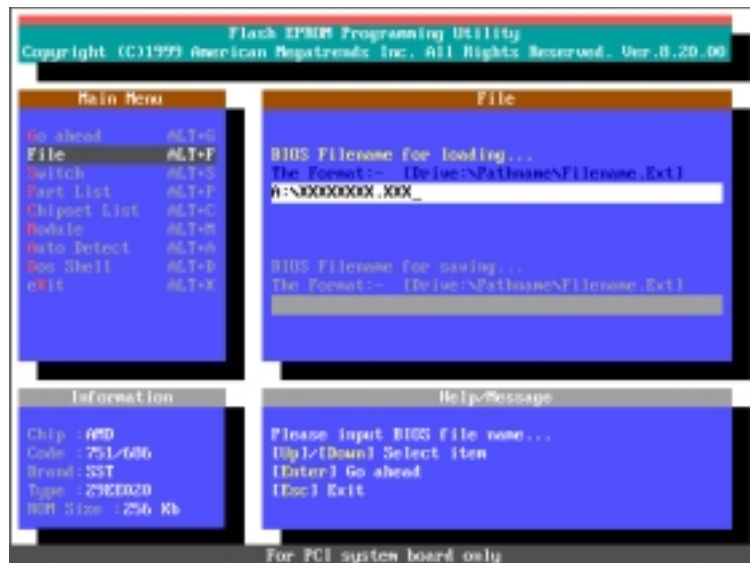 Flash EPROM Programming Utility
Copyright (C)1999 American Megatrends Inc. All Rights Reserved. Ver.8.20.00
Main Menu
Go ahead ALT+G
File ALT+F
Switch ALT+S
Part List ALT+P
Chipset List ALT+C
Module ALT+M
Auto Detect ALT+A
Dos Shell ALT+D
eXit ALT+X
File
BIOS Filename for loading...
The Format:- [Drive:\Pathname\Filename.Ext]
A:\XXXXXXXX.XXX_
BIOS Filename for saving...
The Format:- [Drive:\Pathname\Filename.Ext]
Information
Chip :AMD
Code :751/686
Brand:SST
Type :29EE020
ROM Size :256 Kb
Help/Message
Please input BIOS file name...
[Up]/[Down] Select item
[Enter] Go ahead
[Esc] Exit
For PCI system board only